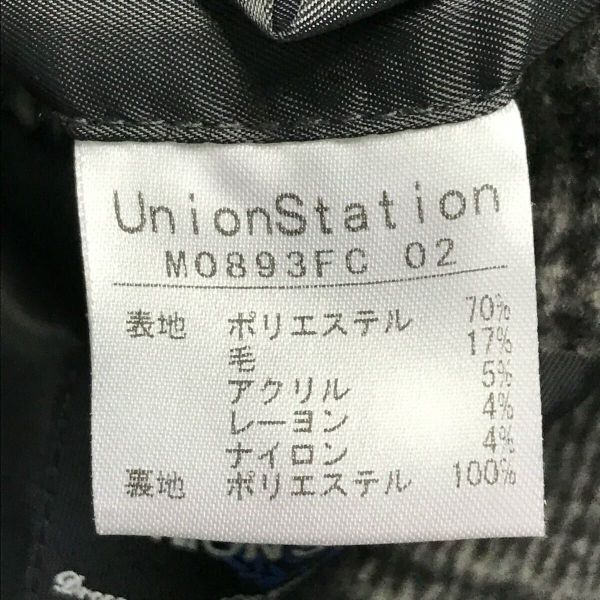 UnionStation
M0893FC 02
表地 ポリエステル 70%
毛 17%
アクリル 5%
レーヨン 4%
ナイロン 4%
裏地 ポリエステル 100%